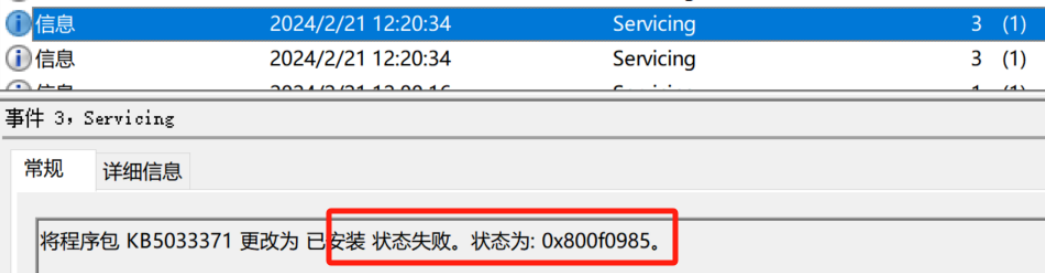 信息 2024/2/21 12:20:34 Servicing 3 (1)
信息 2024/2/21 12:20:34 Servicing 3 (1)
事件 3，Servicing
常规 详细信息
将程序包 KB5033371 更改为 已安装 状态失败。状态为: 0x800f0985。